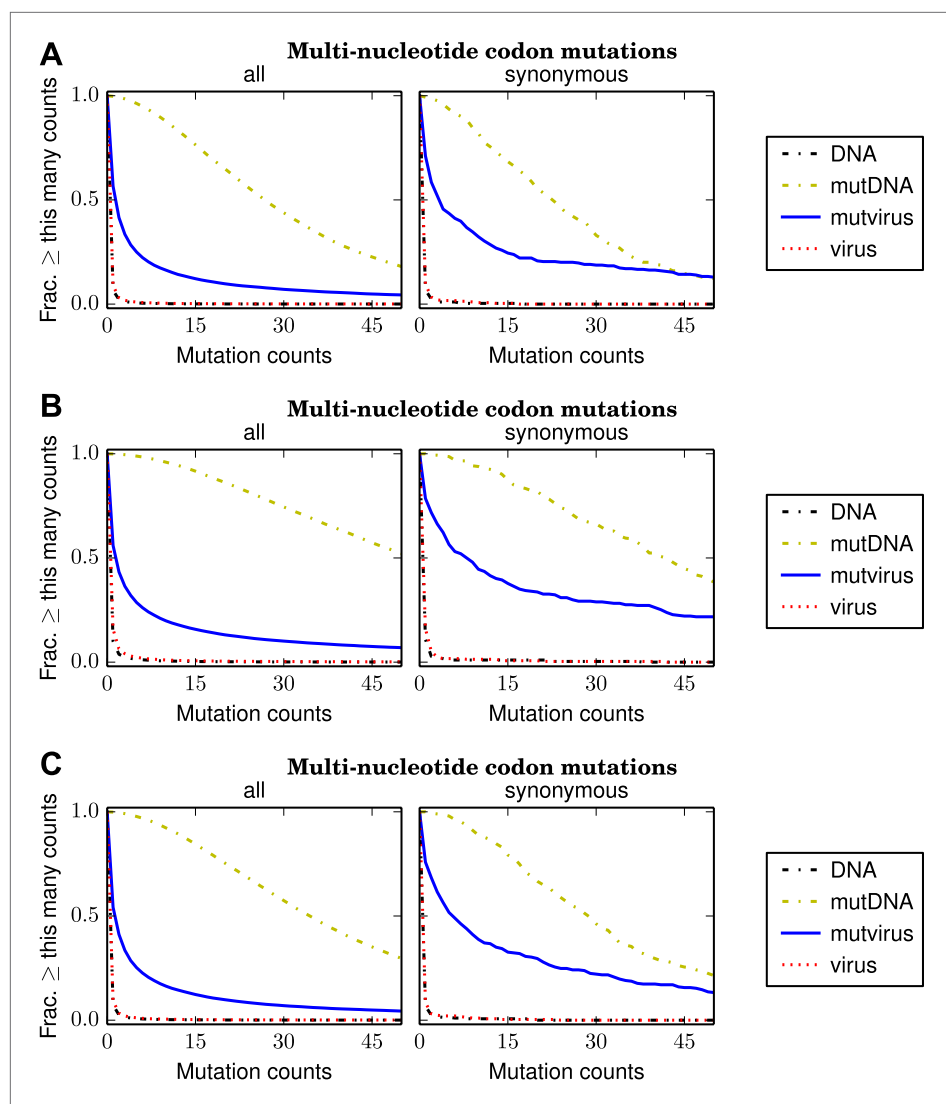 A
Multi-nucleotide codon mutations
all
synonymous
Frac. ≥ this many counts
1.0
0.5
0.0
0 15 30 45
0 15 30 45
Mutation counts
Mutation counts
DNA
mutDNA
mutvirus
virus
B
Multi-nucleotide codon mutations
all
synonymous
Frac. ≥ this many counts
1.0
0.5
0.0
0 15 30 45
0 15 30 45
Mutation counts
Mutation counts
DNA
mutDNA
mutvirus
virus
C
Multi-nucleotide codon mutations
all
synonymous
Frac. ≥ this many counts
1.0
0.5
0.0
0 15 30 45
0 15 30 45
Mutation counts
Mutation counts
DNA
mutDNA
mutvirus
virus